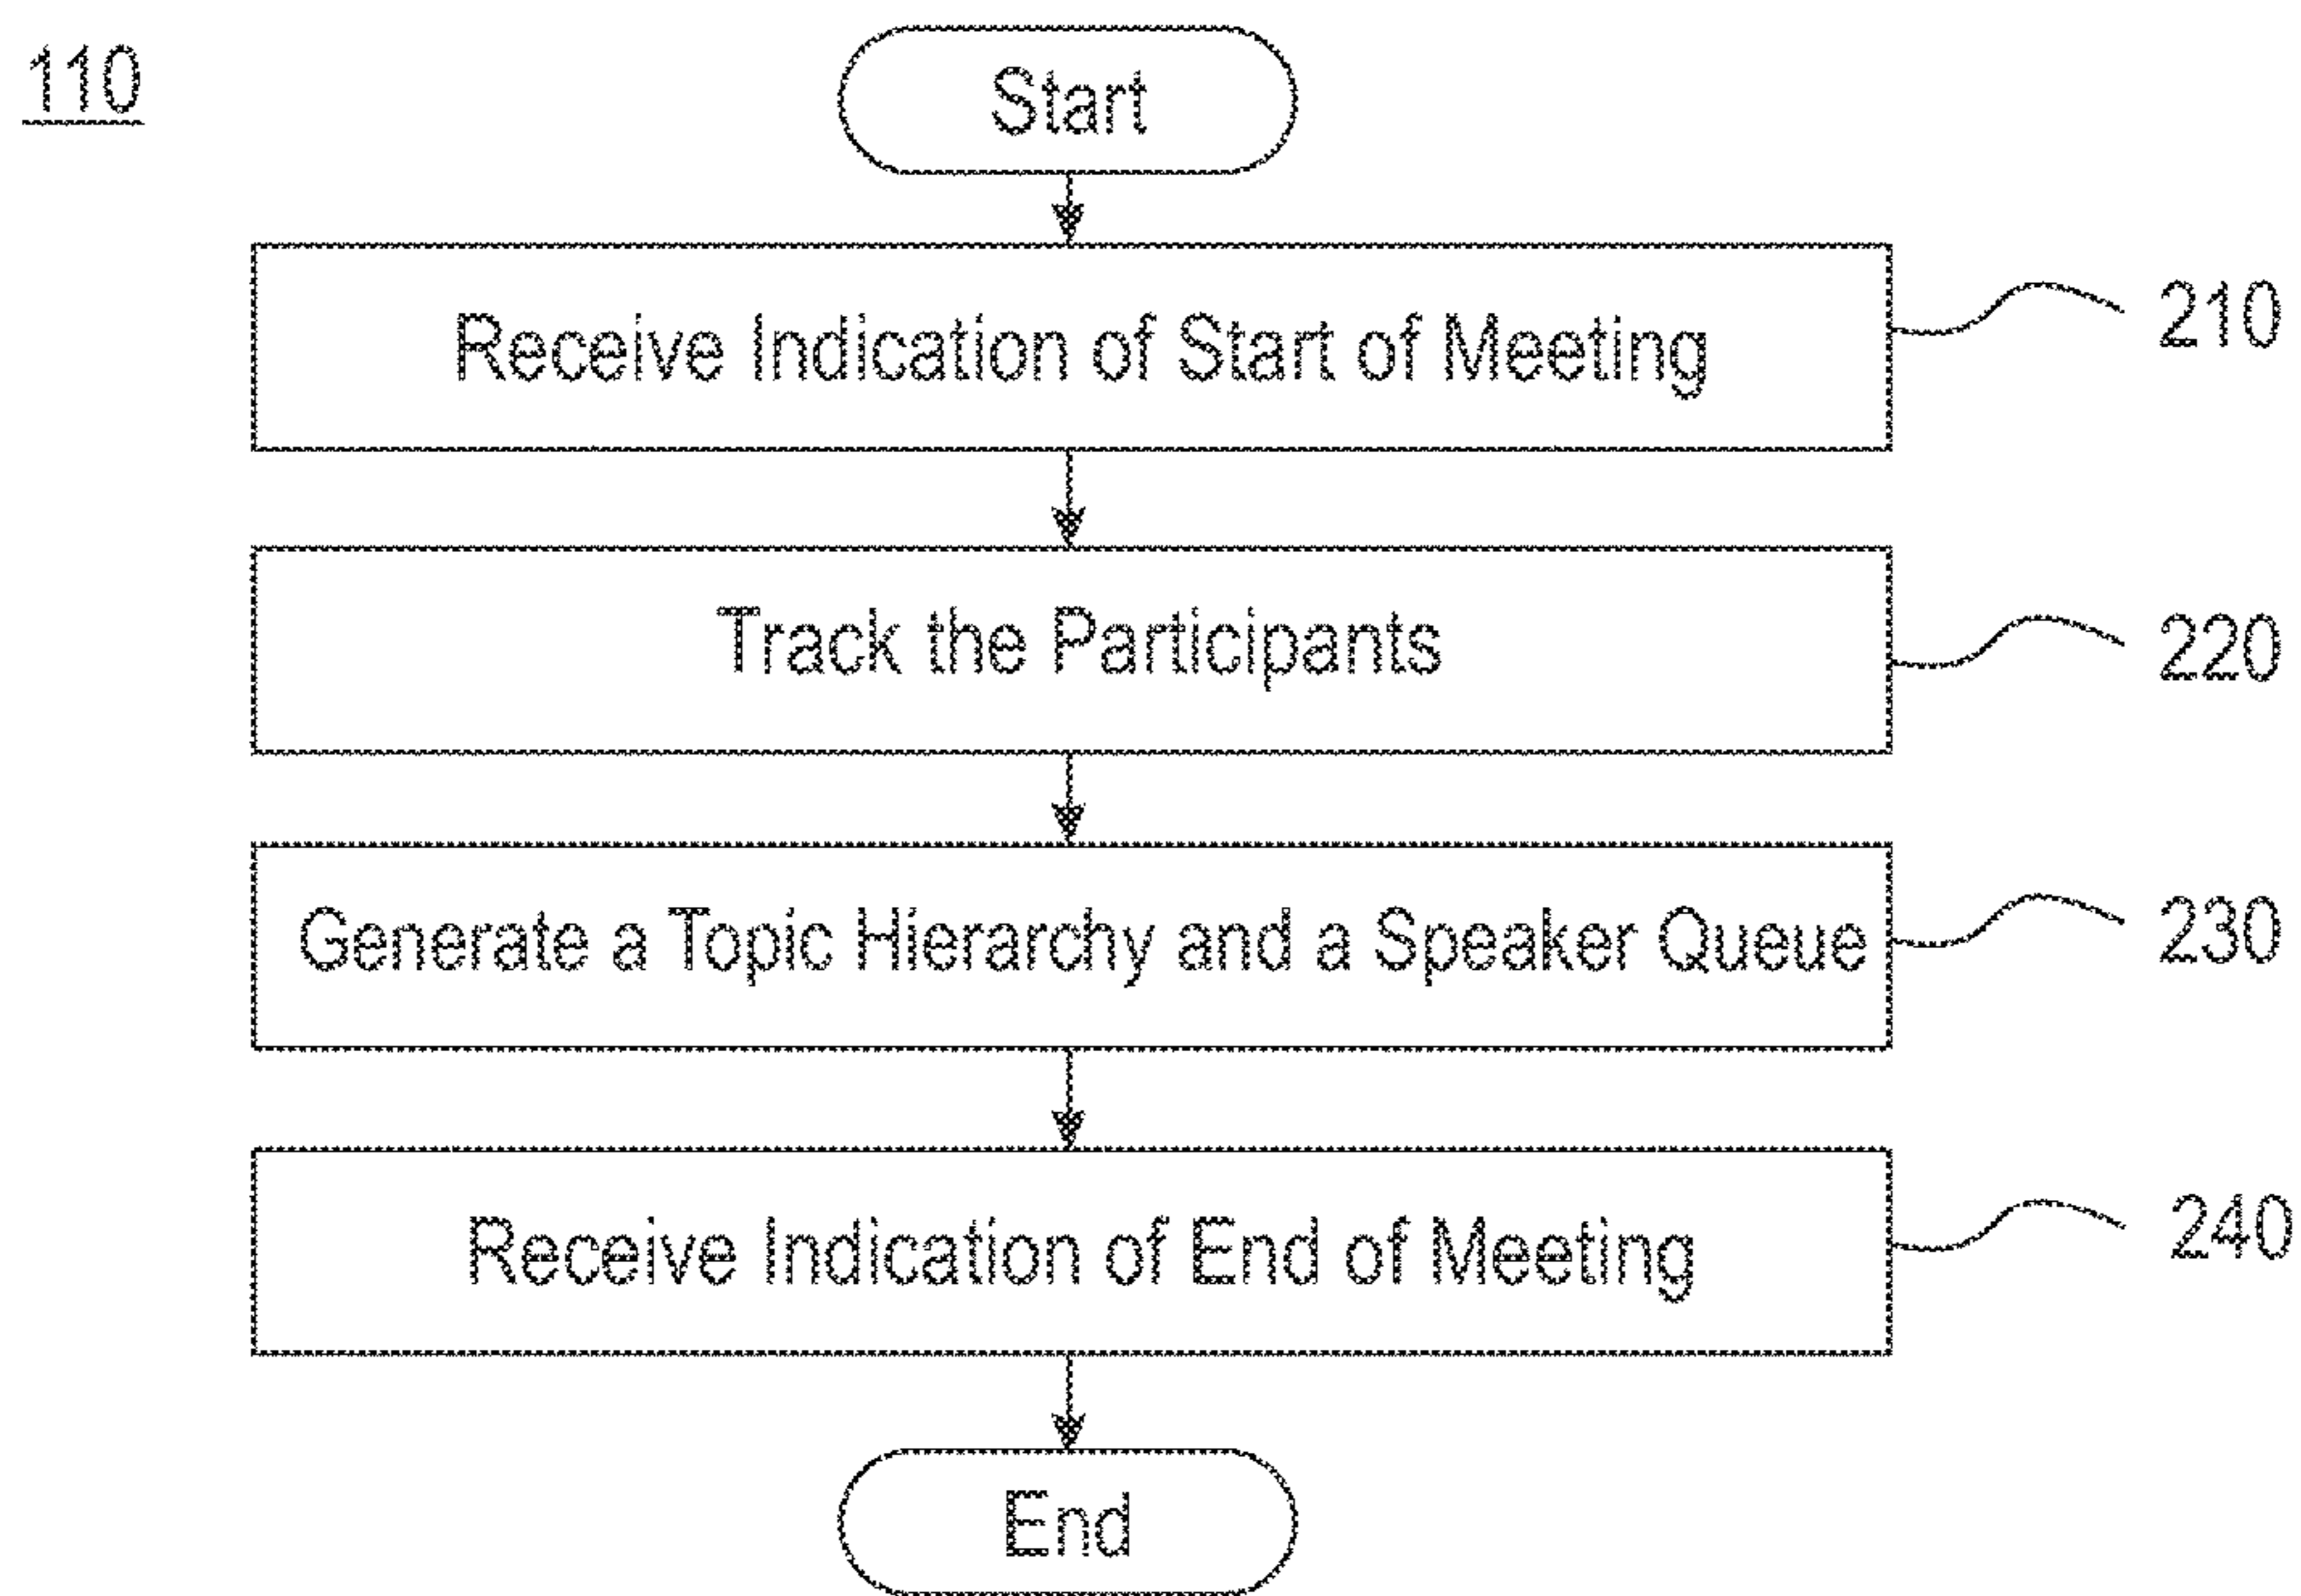 110
Start
Receive Indication of Start of Meeting
210
Track the Participants
220
Generate a Topic Hierarchy and a Speaker Queue
230
Receive Indication of End of Meeting
240
End